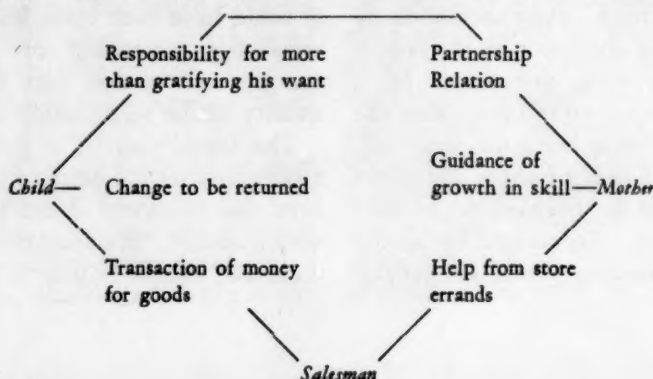 Responsibility for more
than gratifying his want
Partnership
Relation
Child— Change to be returned
Guidance of
growth in skill—Mother
Transaction of money
for goods
Help from store
errands
Salesman